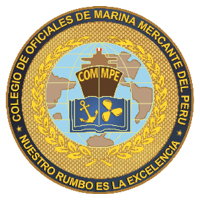 COLEGIO DE OFICIALES DE MARINA MERCANTE DEL PERU
COMMPE
NUESTRO RUMBO ES LA EXCELENCIA